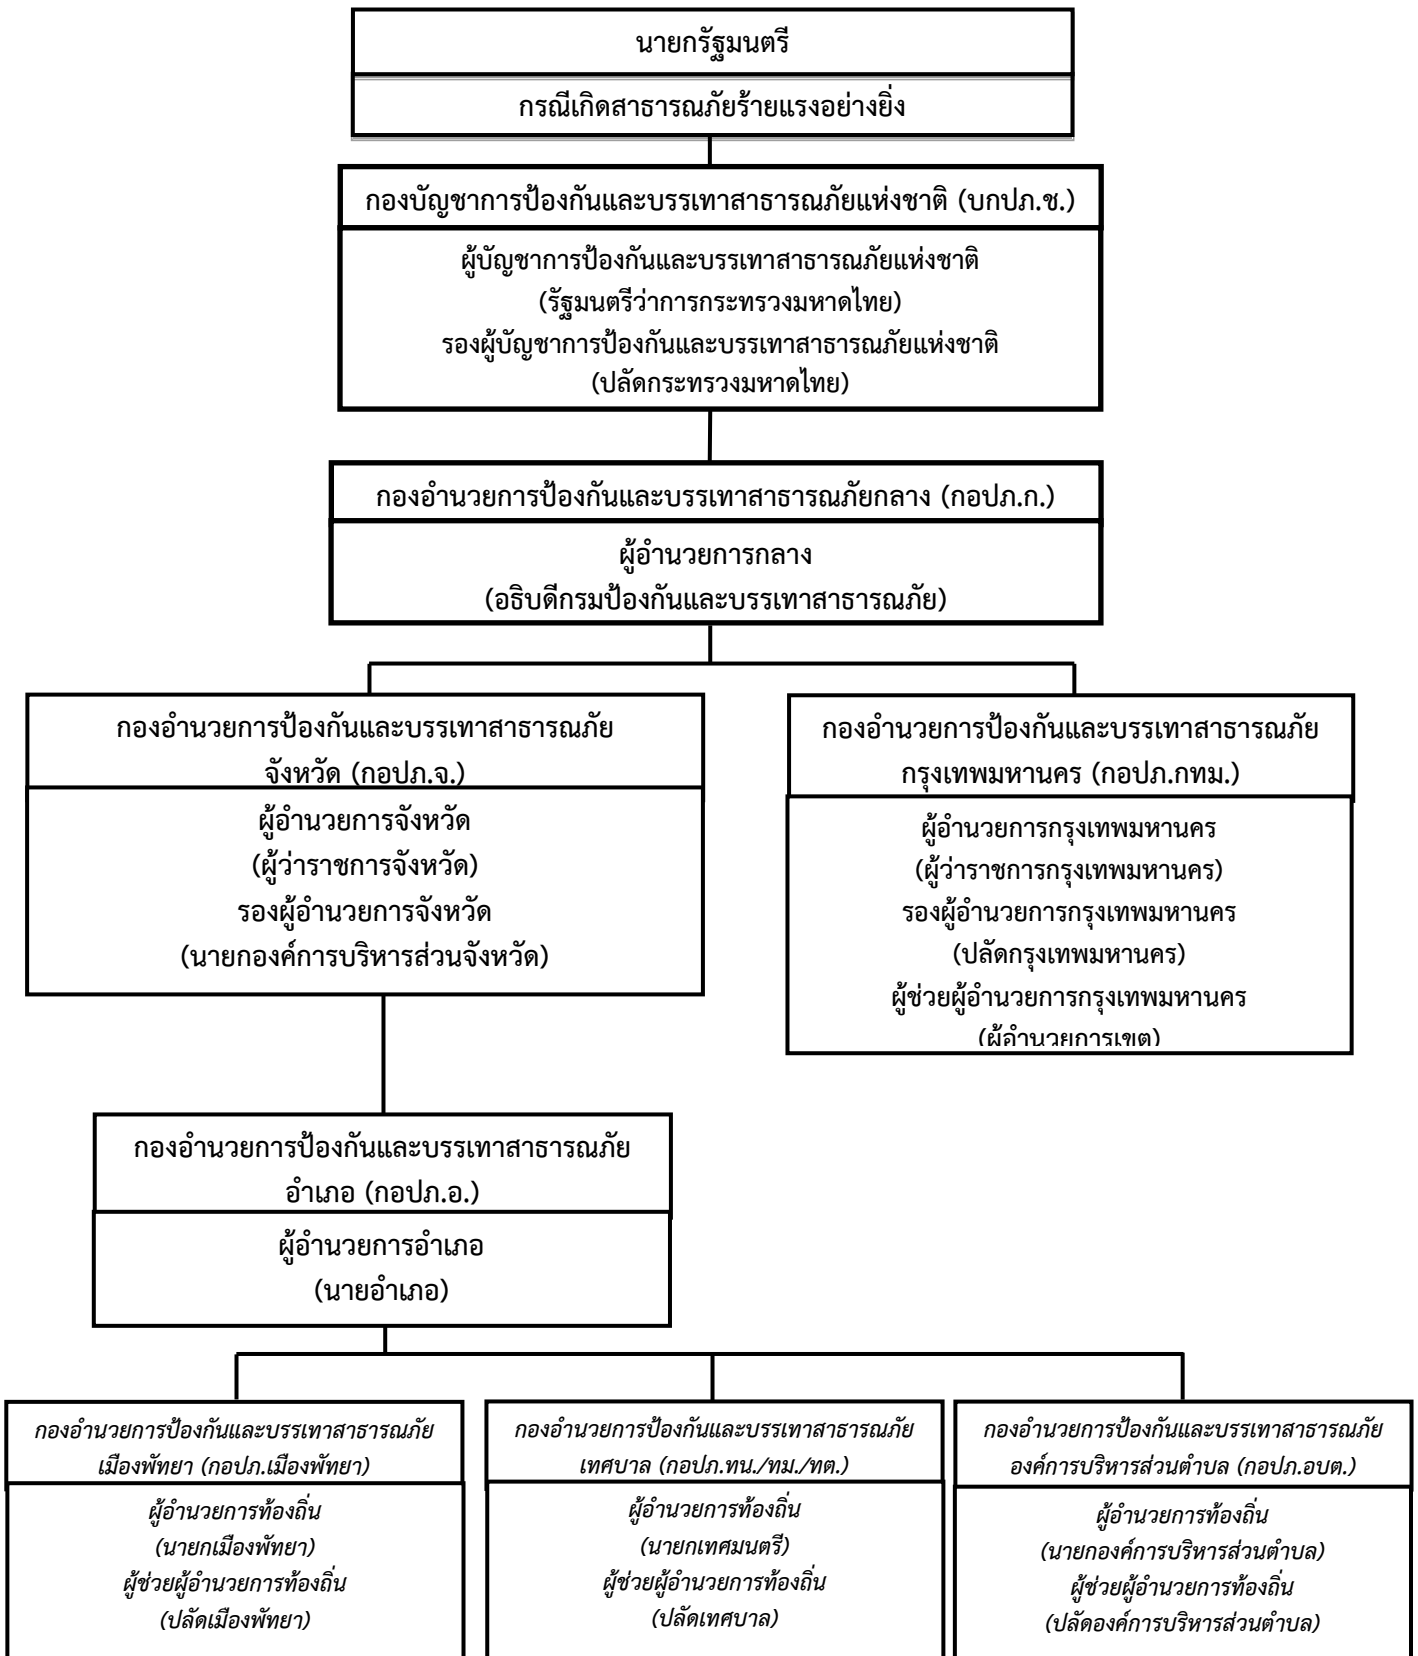 นายกรัฐมนตรี
กรณีเกิดสาธารณภัยร้ายแรงอย่างยิ่ง
กองบัญชาการป้องกันและบรรเทาสาธารณภัยแห่งชาติ (บกปภ.ช.)
ผู้บัญชาการป้องกันและบรรเทาสาธารณภัยแห่งชาติ
(รัฐมนตรีว่าการกระทรวงมหาดไทย)
รองผู้บัญชาการป้องกันและบรรเทาสาธารณภัยแห่งชาติ
(ปลัดกระทรวงมหาดไทย)
กองอำนวยการป้องกันและบรรเทาสาธารณภัยกลาง (กอปภ.ก.)
ผู้อำนวยการกลาง
(อธิบดีกรมป้องกันและบรรเทาสาธารณภัย)
กองอำนวยการป้องกันและบรรเทาสาธารณภัย
จังหวัด (กอปภ.จ.)
ผู้อำนวยการจังหวัด
(ผู้ว่าราชการจังหวัด)
รองผู้อำนวยการจังหวัด
(นายกองค์การบริหารส่วนจังหวัด)
กองอำนวยการป้องกันและบรรเทาสาธารณภัย
กรุงเทพมหานคร (กอปภ.กทม.)
ผู้อำนวยการกรุงเทพมหานคร
(ผู้ว่าราชการกรุงเทพมหานคร)
รองผู้อำนวยการกรุงเทพมหานคร
(ปลัดกรุงเทพมหานคร)
ผู้ช่วยผู้อำนวยการกรุงเทพมหานคร
(ผู้อำนวยการเขต)
กองอำนวยการป้องกันและบรรเทาสาธารณภัย
อำเภอ (กอปภ.อ.)
ผู้อำนวยการอำเภอ
(นายอำเภอ)
กองอำนวยการป้องกันและบรรเทาสาธารณภัย
เมืองพัทยา (กอปภ.เมืองพัทยา)
ผู้อำนวยการท้องถิ่น
(นายกเมืองพัทยา)
ผู้ช่วยผู้อำนวยการท้องถิ่น
(ปลัดเมืองพัทยา)
กองอำนวยการป้องกันและบรรเทาสาธารณภัย
เทศบาล (กอปภ.ทน./ทม./ทต.)
ผู้อำนวยการท้องถิ่น
(นายกเทศมนตรี)
ผู้ช่วยผู้อำนวยการท้องถิ่น
(ปลัดเทศบาล)
กองอำนวยการป้องกันและบรรเทาสาธารณภัย
องค์การบริหารส่วนตำบล (กอปภ.อบต.)
ผู้อำนวยการท้องถิ่น
(นายกองค์การบริหารส่วนตำบล)
ผู้ช่วยผู้อำนวยการท้องถิ่น
(ปลัดองค์การบริหารส่วนตำบล)